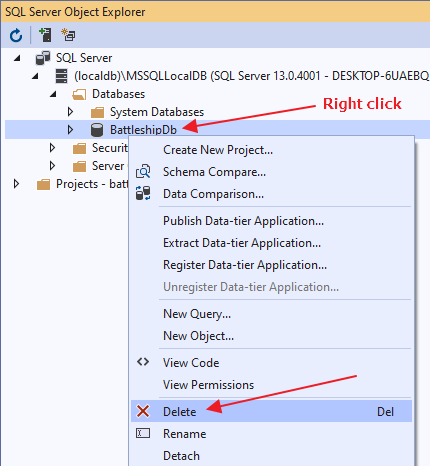 SQL Server Object Explorer
SQL Server
(localdb)\MSSQLLocalDB (SQL Server 13.0.4001 - DESKTOP-6UAEBQ
Databases
System Databases
Right click
BattleshipDb
Create New Project...
Securit
Schema Compare...
Server
Data Comparison...
Projects - batt
Publish Data-tier Application...
Extract Data-tier Application...
Register Data-tier Application...
Unregister Data-tier Application...
New Query...
New Object...
View Code
View Permissions
Delete Del
Rename
Detach